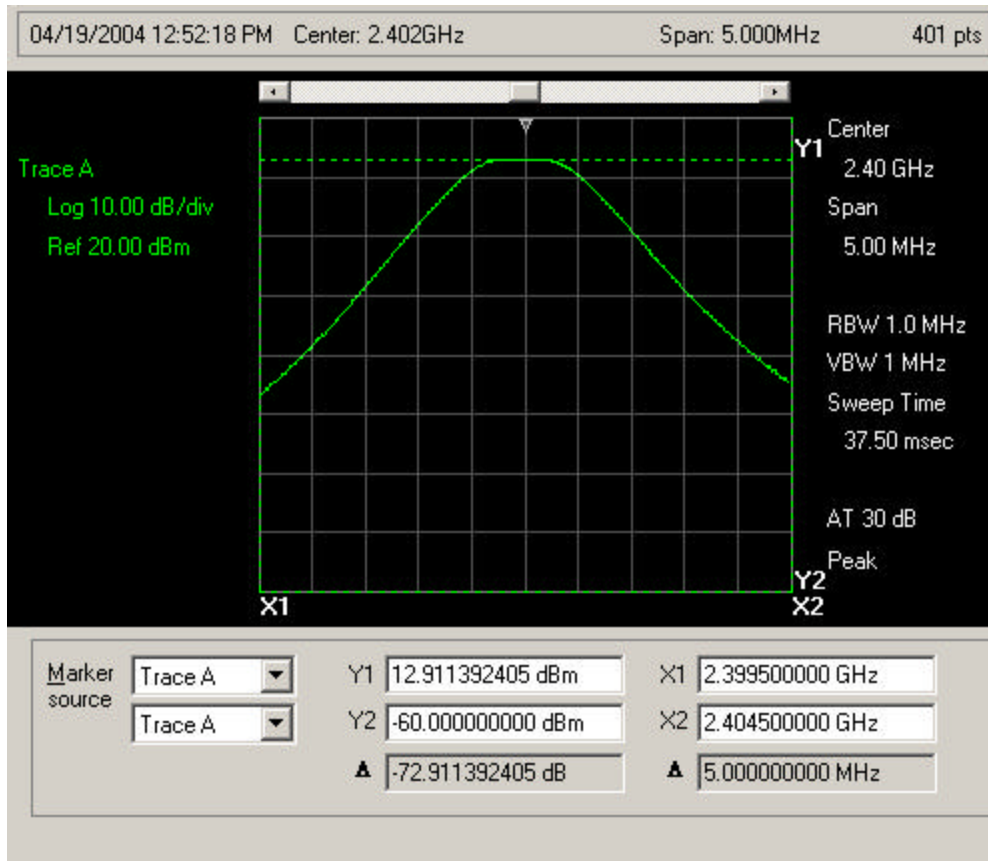 04/19/2004 12:52:18 PM Center: 2.402GHz Span: 5.000MHz 401 pts
Trace A
Log 10.00 dB/div
Ref 20.00 dBm
Y1
Center
2.40 GHz
Span
5.00 MHz
RBW 1.0 MHz
VBW 1 MHz
Sweep Time
37.50 msec
AT 30 dB
Peak
Y2
X1 X2
Marker source
Trace A
Trace A
Y1 12.911392405 dBm
Y2 -60.000000000 dBm
Δ -72.911392405 dB
X1 2.399500000 GHz
X2 2.404500000 GHz
Δ 5.000000000 MHz